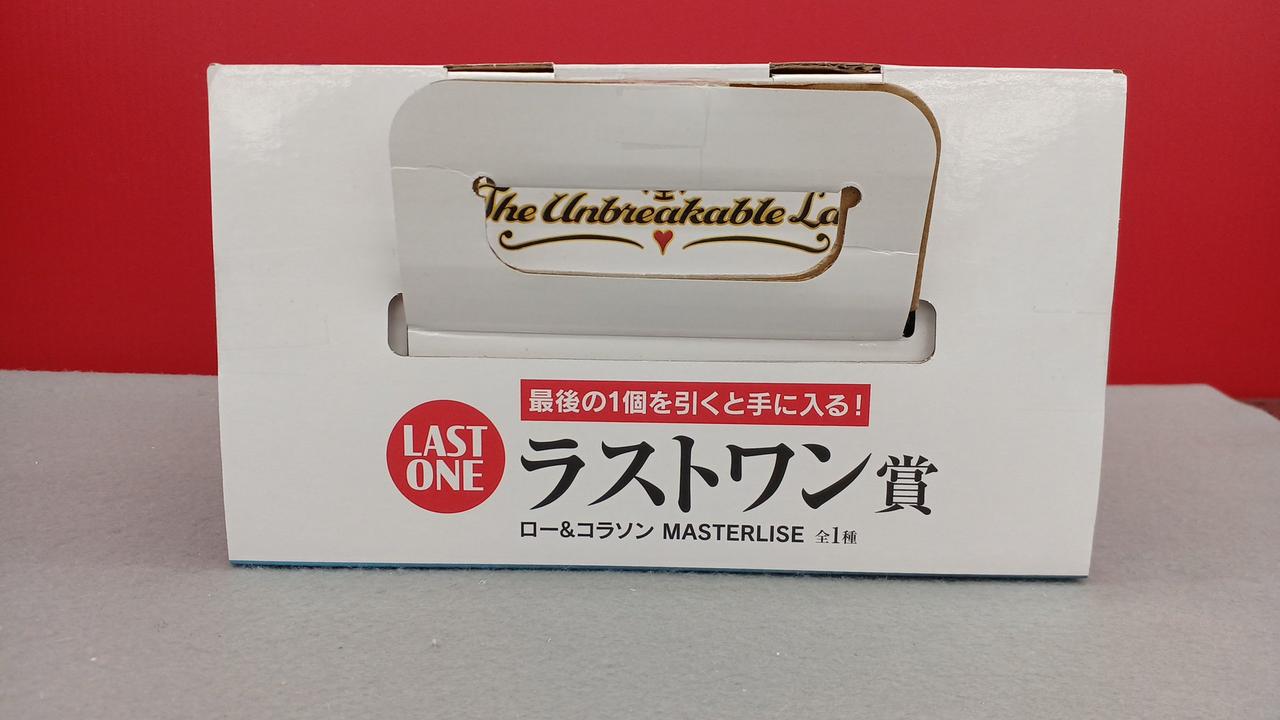 The Unbreakable La
最後の1個を引くと手に入る!
LAST
ONE
ラストワン賞
ロー&コラソン MASTERLISE 全1種